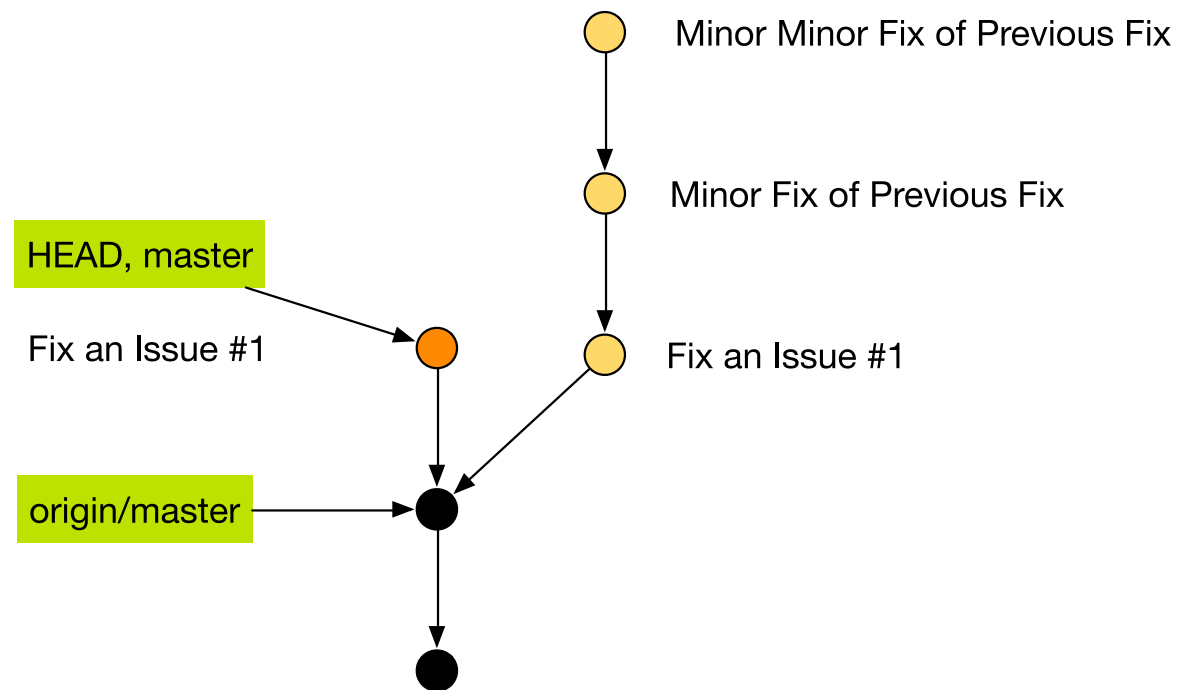 Minor Minor Fix of Previous Fix
Minor Fix of Previous Fix
HEAD, master
Fix an Issue #1
Fix an Issue #1
origin/master